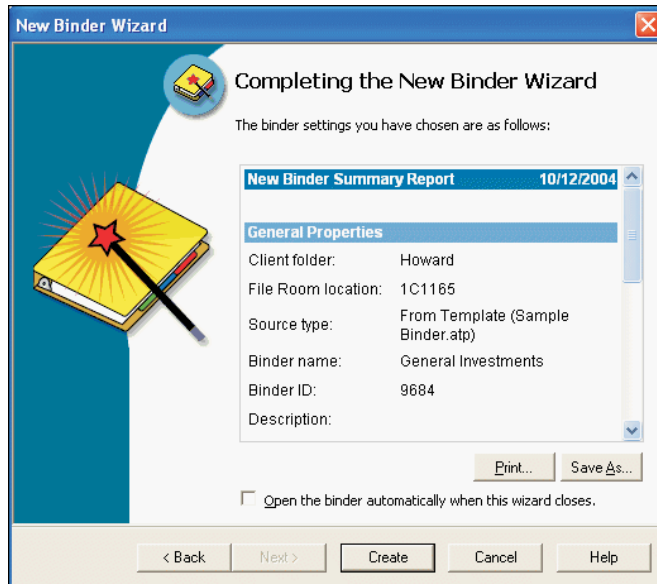 New Binder Wizard
Completing the New Binder Wizard
The binder settings you have chosen are as follows:
New Binder Summary Report 10/12/2004
General Properties
Client folder: Howard
File Room location: 1C1165
Source type: From Template (Sample
Binder.atp)
Binder name: General Investments
Binder ID: 9684
Description:
Print... Save As...
Open the binder automatically when this wizard closes.
< Back Next > Create Cancel Help